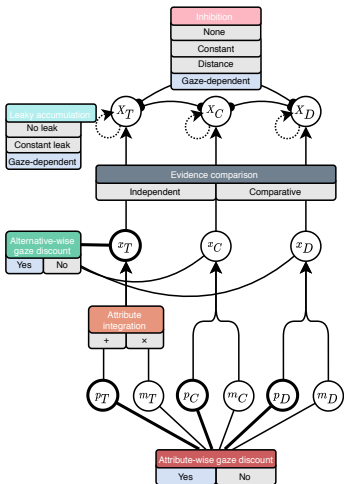 Inhibition
None
Constant
Distance
Gaze-dependent
X_T X_C X_D
Leaky accumulation
No leak
Constant leak
Gaze-dependent
Evidence comparison
Independent Comparative
Alternative-wise
gaze discount
Yes No
x_T x_C x_D
Attribute
integration
+ ×
p_T m_T p_C m_C p_D m_D
Attribute-wise gaze discount
Yes No